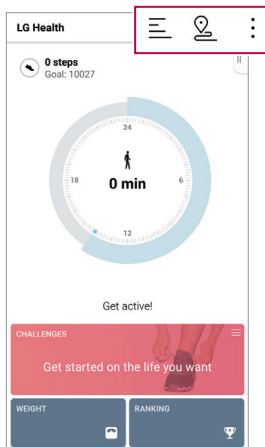 LG Health
0 steps
Goal: 10027
24
18
6
0 min
12
Get active!
CHALLENGES
Get started on the life you want
WEIGHT
RANKING